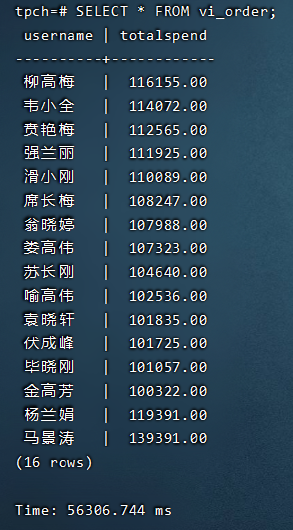 tpch=# SELECT * FROM vi_order;
username | totalspend
----------+------------
柳高梅 | 116155.00
韦小全 | 114072.00
贲艳梅 | 112565.00
强兰丽 | 111925.00
滑小刚 | 110089.00
席长梅 | 108247.00
翁晓婷 | 107988.00
娄高伟 | 107323.00
苏长刚 | 104640.00
喻高伟 | 102536.00
袁晓轩 | 101835.00
伏成峰 | 101725.00
毕晓刚 | 101057.00
金高芳 | 100322.00
杨兰娟 | 119391.00
马景涛 | 139391.00
(16 rows)
Time: 56306.744 ms